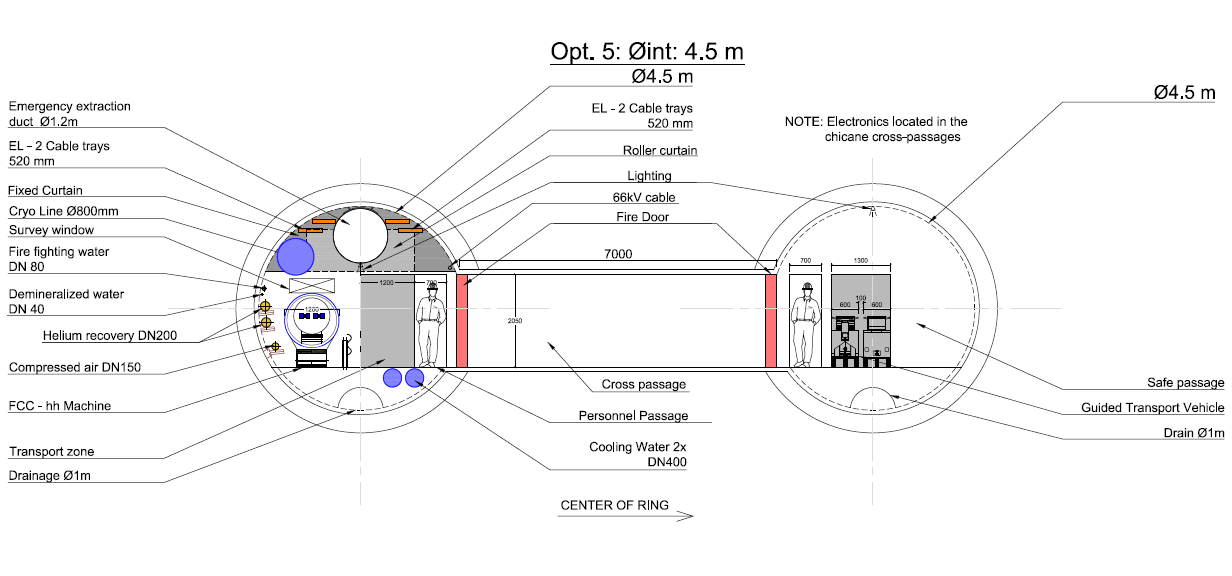 Opt. 5: Øint: 4.5 m
Ø4.5 m
Ø4.5 m
Emergency extraction
duct Ø1.2m
EL - 2 Cable trays
520 mm
Fixed Curtain
Cryo Line Ø800mm
Survey window
Fire fighting water
DN 80
Demineralized water
DN 40
Helium recovery DN200
Compressed air DN150
FCC - hh Machine
Transport zone
Drainage Ø1m
EL - 2 Cable trays
520 mm
Roller curtain
Lighting
66kV cable
Fire Door
NOTE: Electronics located in the
chicane cross-passages
7000
1200
700
1200
2050
700
1300
100
600
600
Cross passage
Personnel Passage
Cooling Water 2x
DN400
Safe passage
Guided Transport Vehicle
Drain Ø1m
CENTER OF RING